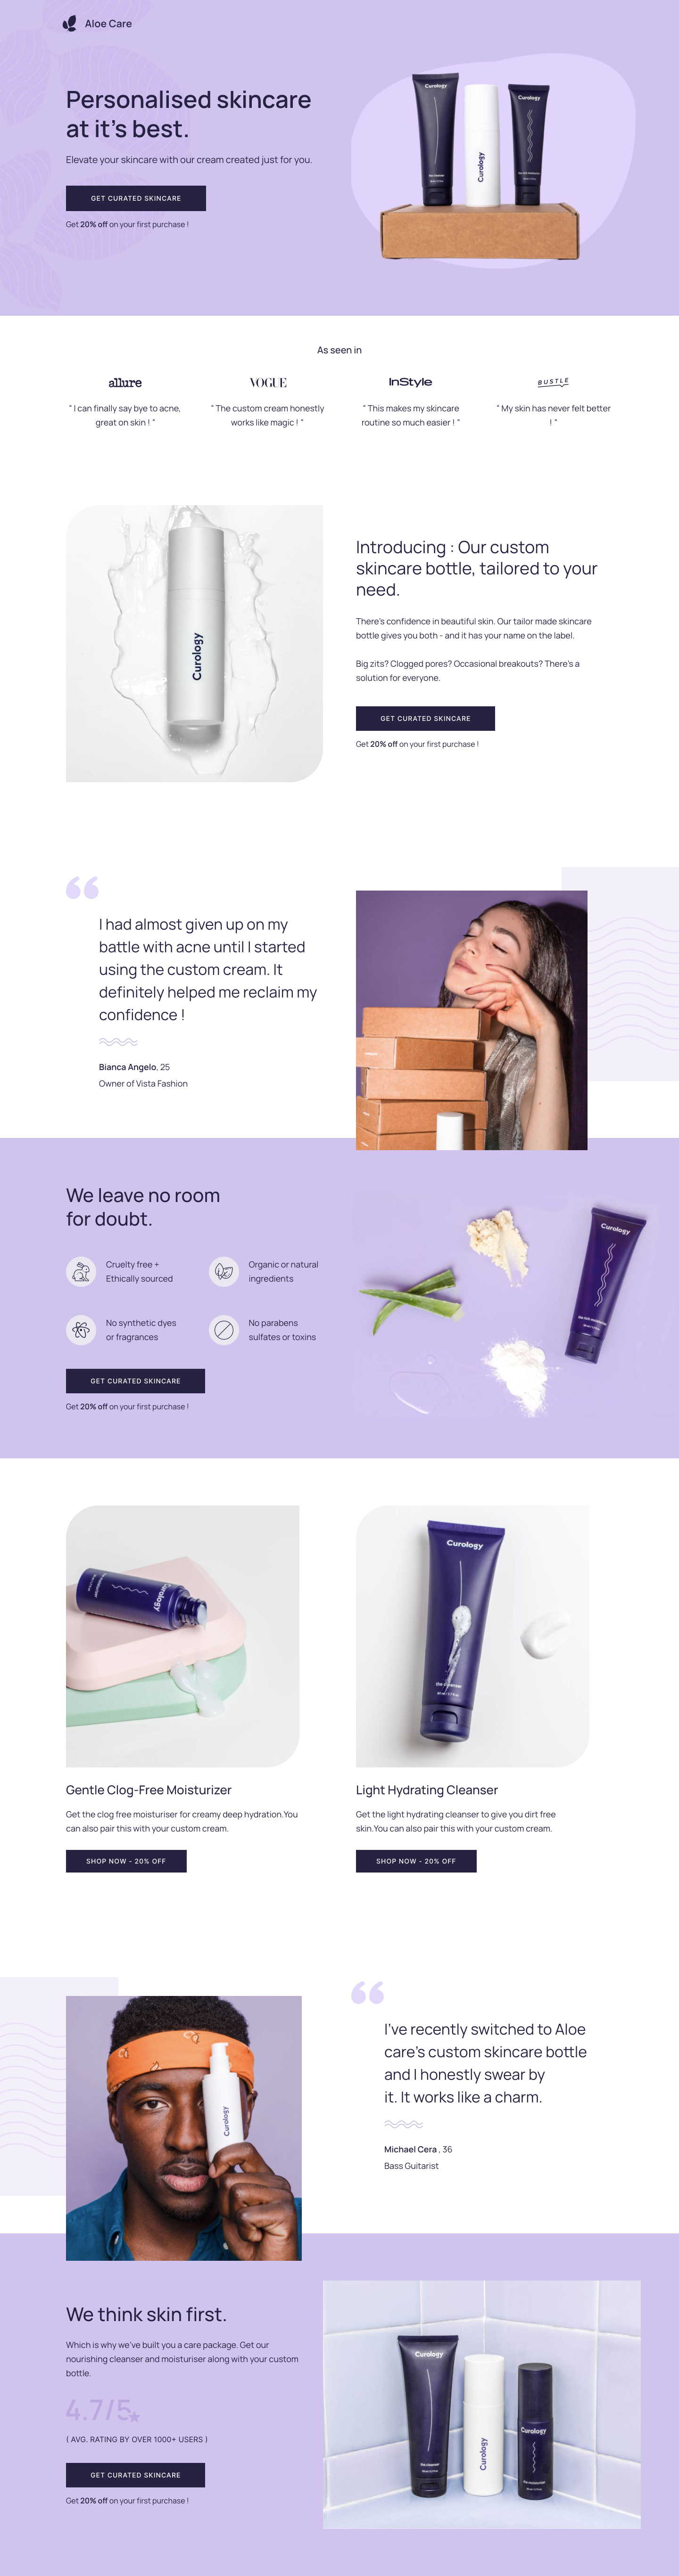 Aloe Care
Personalised skincare
at it's best.
Elevate your skincare with our cream created just for you.
GET CURATED SKINCARE
Get 20% off on your first purchase !
Curology
Curology
Curology
As seen in
allure
VOGUE
InStyle
BUSTLE
" I can finally say bye to acne,
great on skin ! "
" The custom cream honestly
works like magic ! "
" This makes my skincare
routine so much easier ! "
" My skin has never felt better
! "
Curology
Introducing : Our custom
skincare bottle, tailored to your
need.
There's confidence in beautiful skin. Our tailor made skincare
bottle gives you both - and it has your name on the label.
Big zits? Clogged pores? Occasional breakouts? There's a
solution for everyone.
GET CURATED SKINCARE
Get 20% off on your first purchase !
I had almost given up on my
battle with acne until I started
using the custom cream. It
definitely helped me reclaim my
confidence !
Bianca Angelo, 25
Owner of Vista Fashion
We leave no room
for doubt.
Cruelty free +
Ethically sourced
Organic or natural
ingredients
No synthetic dyes
or fragrances
No parabens
sulfates or toxins
GET CURATED SKINCARE
Get 20% off on your first purchase !
Curology
the rich moisturizer
Curology
Curology
the cleanser
Gentle Clog-Free Moisturizer
Get the clog free moisturiser for creamy deep hydration.You
can also pair this with your custom cream.
SHOP NOW - 20% OFF
Light Hydrating Cleanser
Get the light hydrating cleanser to give you dirt free
skin.You can also pair this with your custom cream.
SHOP NOW - 20% OFF
Curology
I've recently switched to Aloe
care's custom skincare bottle
and I honestly swear by
it. It works like a charm.
Michael Cera , 36
Bass Guitarist
We think skin first.
Which is why we've built you a care package. Get our
nourishing cleanser and moisturiser along with your custom
bottle.
4.7/5
( AVG. RATING BY OVER 1000+ USERS )
GET CURATED SKINCARE
Get 20% off on your first purchase !
Curology
the cleanser
Curology
Curology
the moisturizer